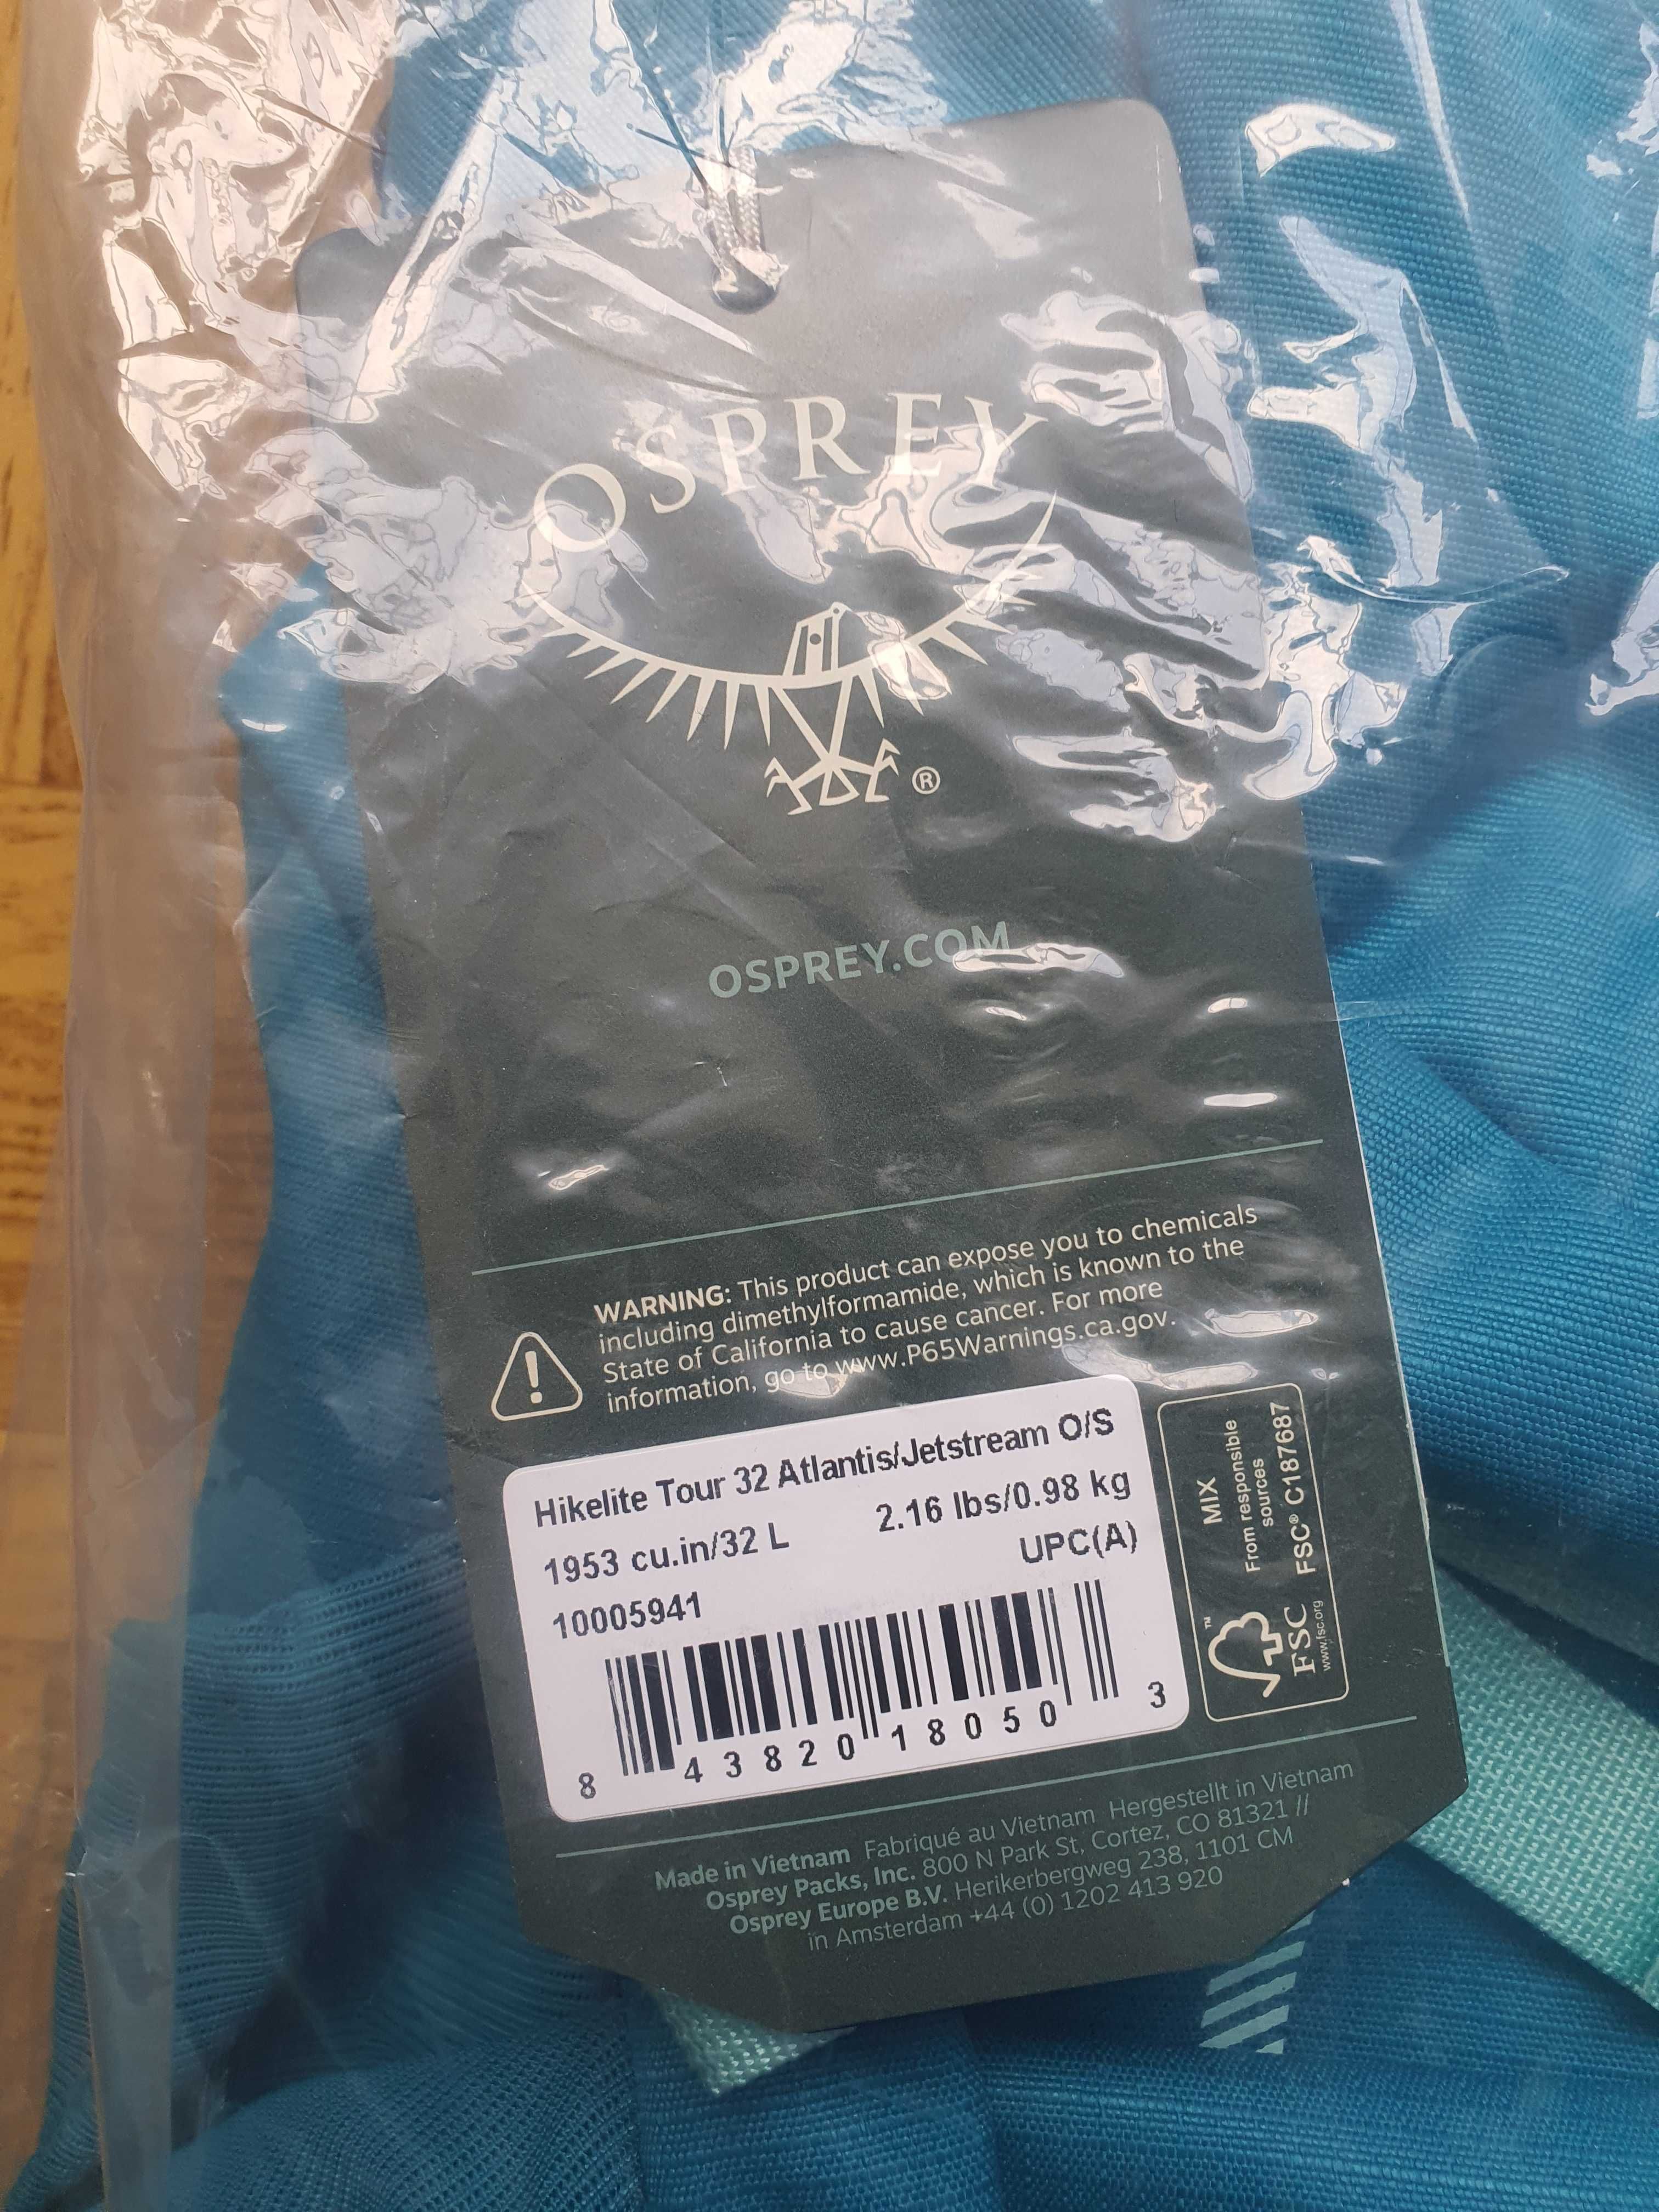 OSPREY
®
OSPREY.COM
WARNING: This product can expose you to chemicals
including dimethylformamide, which is known to the
State of California to cause cancer. For more
information, go to www.P65Warnings.ca.gov.
Hikelite Tour 32 Atlantis/Jetstream O/S
1953 cu.in/32 L 2.16 lbs/0.98 kg
10005941 UPC(A)
8 43820 18050 3
MIX
From responsible
sources
FSC® C187687
™
FSC
www.fsc.org
Made in Vietnam Fabriqué au Vietnam Hergestellt in Vietnam
Osprey Packs, Inc. 800 N Park St, Cortez, CO 81321 //
Osprey Europe B.V. Herikerbergweg 238, 1101 CM
in Amsterdam +44 (0) 1202 413 920